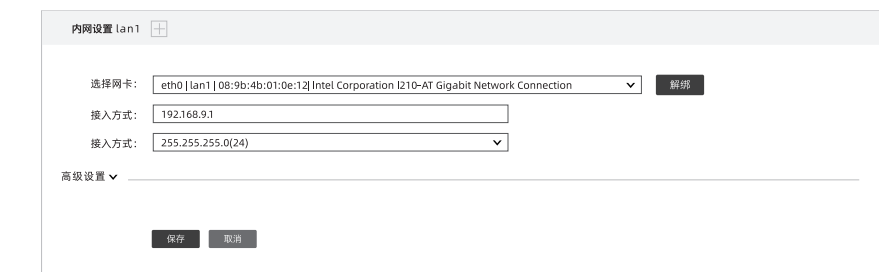 内网设置 lan1
选择网卡: eth0 | lan1 | 08:9b:4b:01:0e:12| Intel Corporation I210-AT Gigabit Network Connection 解绑
接入方式: 192.168.9.1
接入方式: 255.255.255.0(24)
高级设置
保存 取消